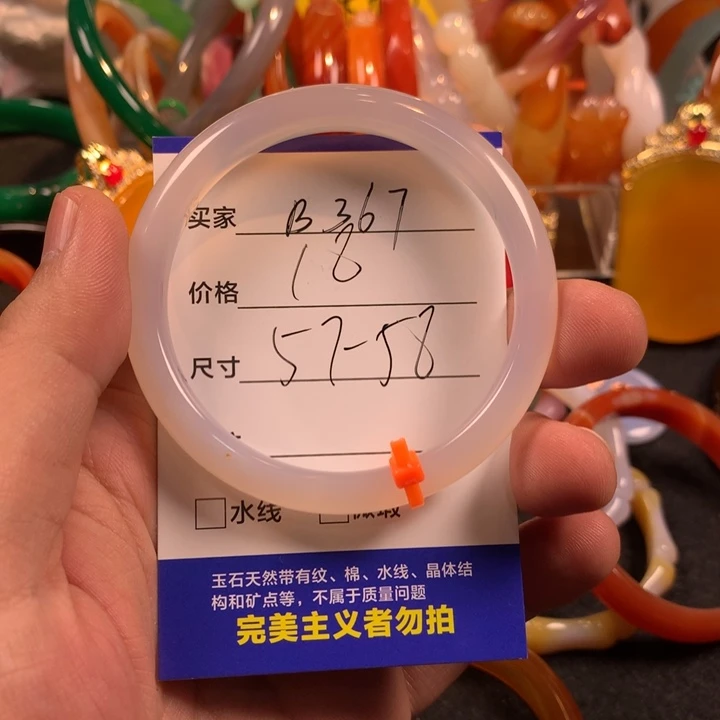 买家 B 367
价格 18
尺寸 57-58
水线
玉石天然带有纹、棉、水线、晶体结
构和矿点等，不属于质量问题
完美主义者勿拍